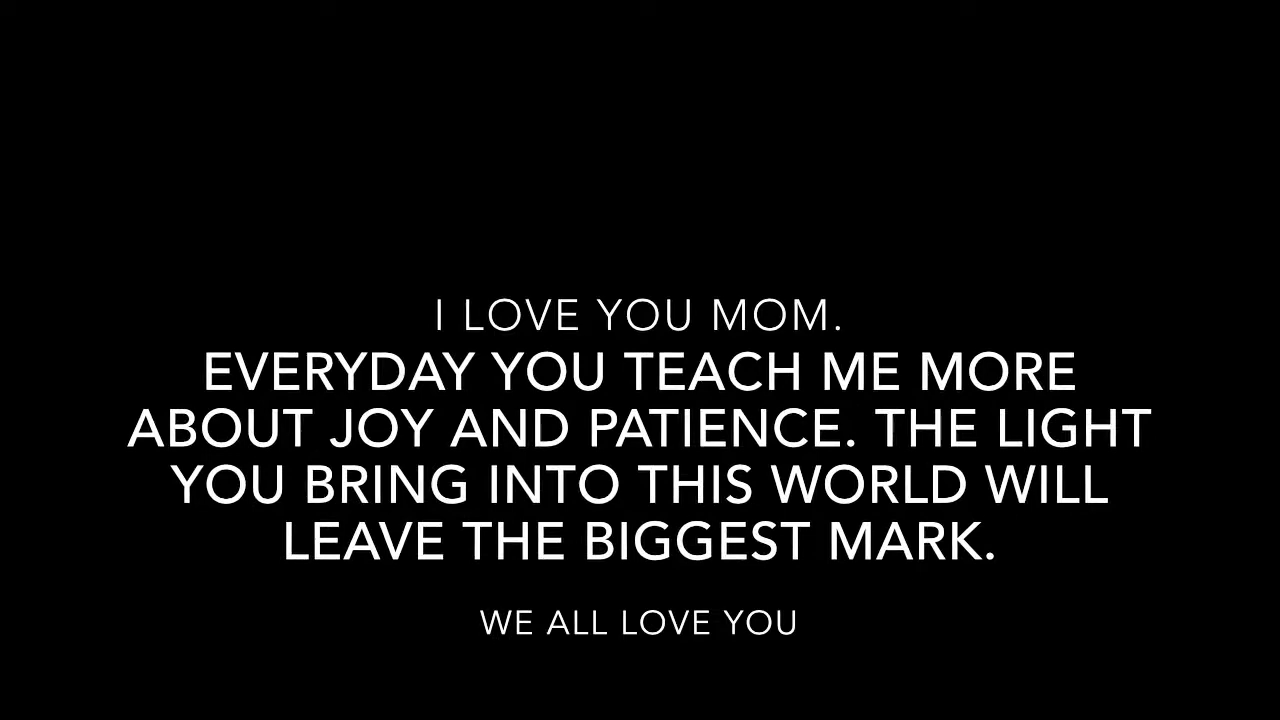 I LOVE YOU MOM.
EVERYDAY YOU TEACH ME MORE
ABOUT JOY AND PATIENCE. THE LIGHT
YOU BRING INTO THIS WORLD WILL
LEAVE THE BIGGEST MARK.
WE ALL LOVE YOU